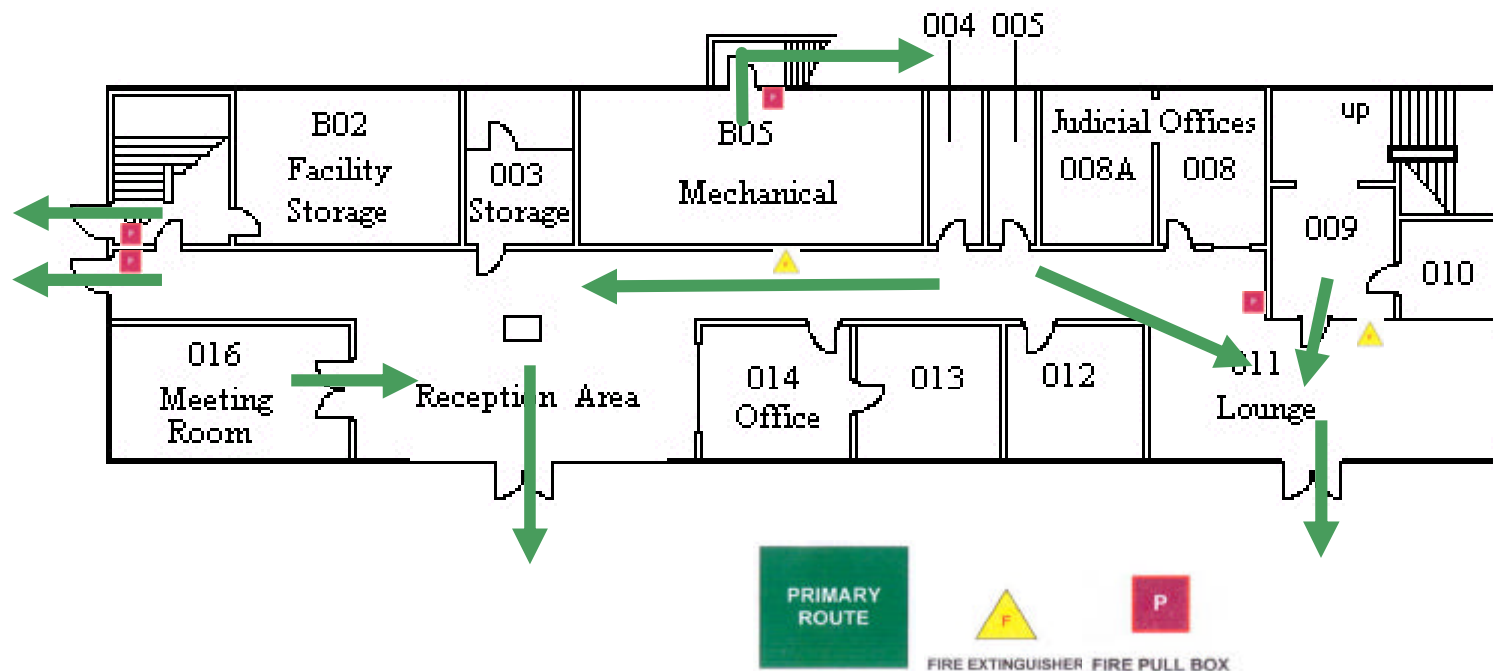 004 005
B02
Facility
Storage
003
Storage
B05
Mechanical
Judicial Offices
008A
008
up
009
010
P
P
P
P
F
F
016
Meeting
Room
Reception Area
014
Office
013
012
011
Lounge
PRIMARY
ROUTE
F
FIRE EXTINGUISHER
P
FIRE PULL BOX